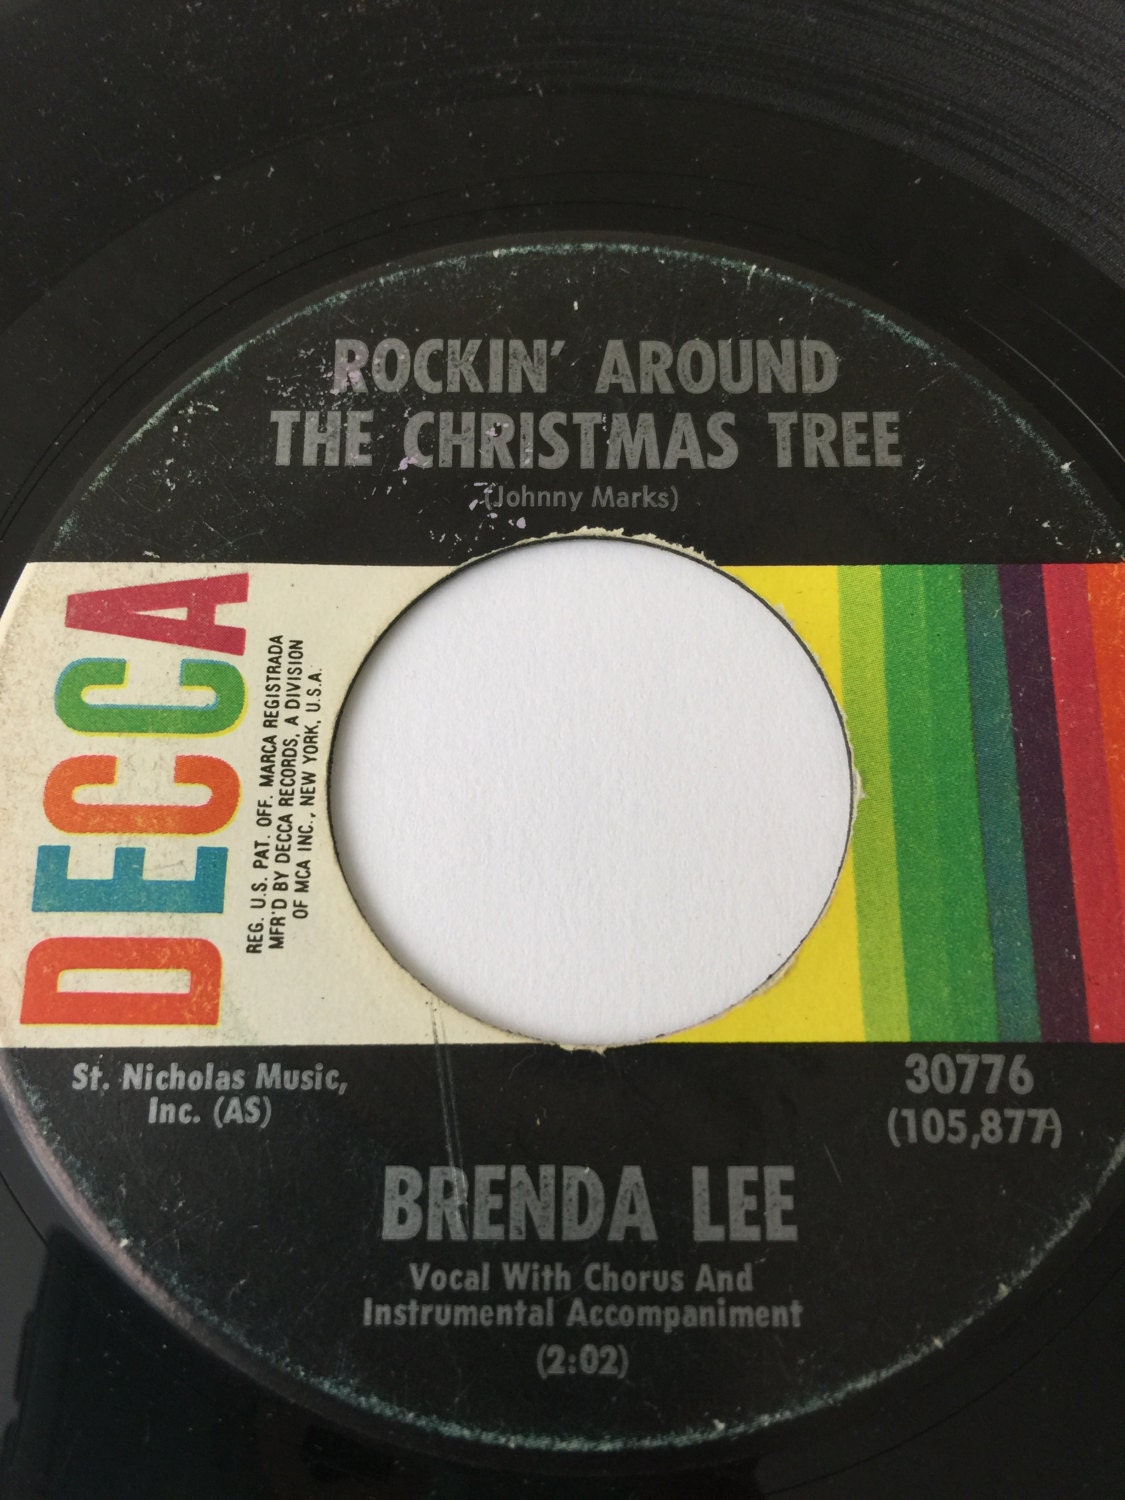 ROCKIN' AROUND
THE CHRISTMAS TREE
(Johnny Marks)
DECCA
REG. U.S. PAT. OFF. MARCA REGISTRADA
MFR'D BY DECCA RECORDS, A DIVISION
OF MCA INC., NEW YORK, U.S.A.
St. Nicholas Music,
Inc. (AS)
30776
(105,877)
BRENDA LEE
Vocal With Chorus And
Instrumental Accompaniment
(2:02)